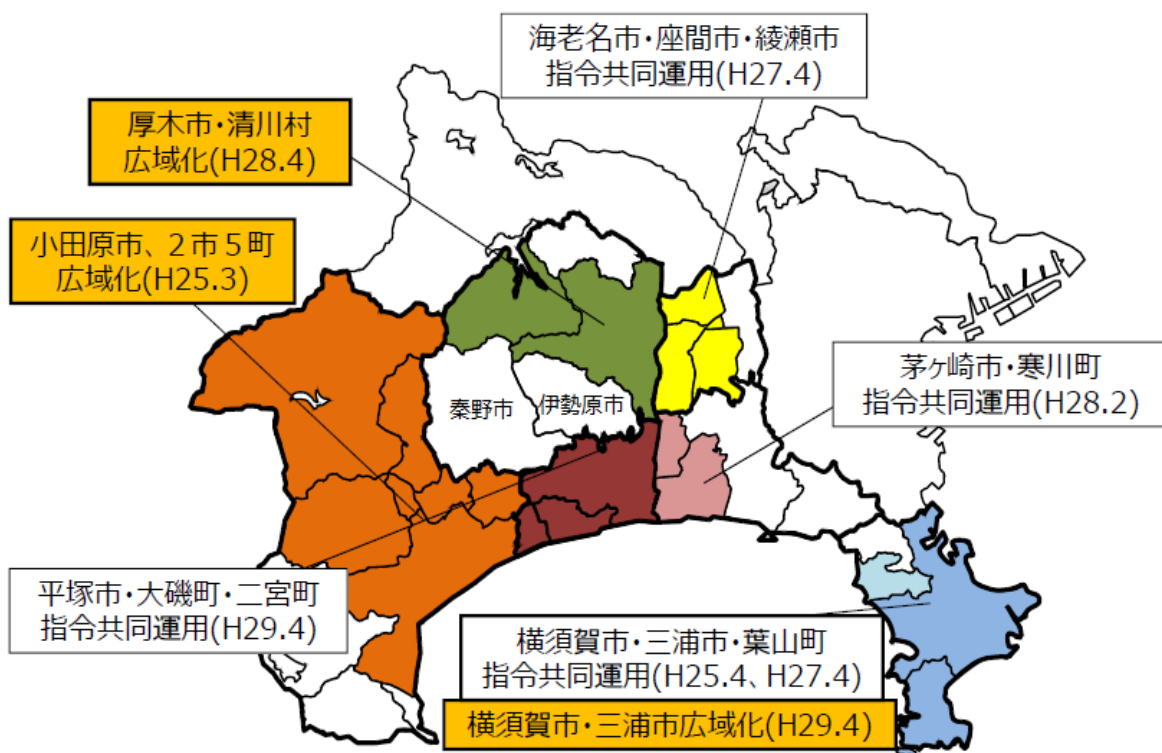 海老名市・座間市・綾瀬市
指令共同運用(H27.4)
厚木市・清川村
広域化(H28.4)
小田原市、２市５町
広域化(H25.3)
茅ヶ崎市・寒川町
指令共同運用(H28.2)
秦野市
伊勢原市
平塚市・大磯町・二宮町
指令共同運用(H29.4)
横須賀市・三浦市・葉山町
指令共同運用(H25.4、H27.4)
横須賀市・三浦市広域化(H29.4)